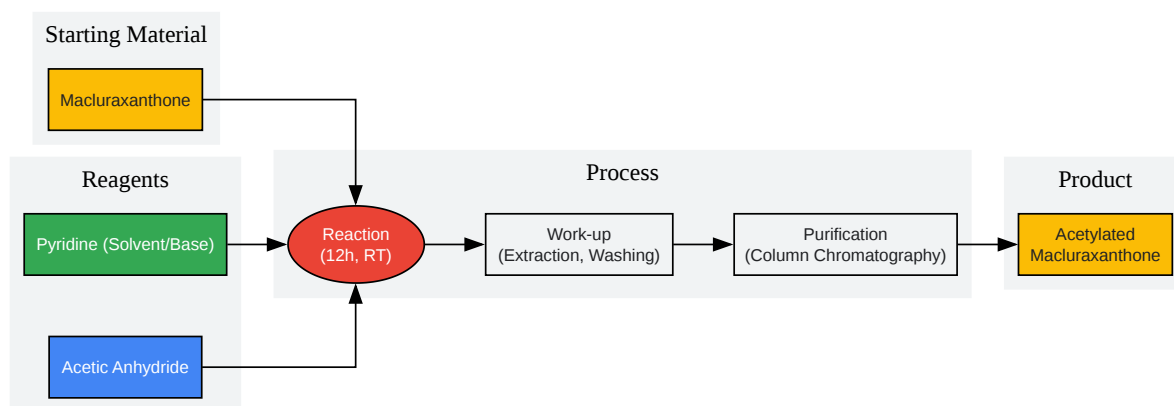 Starting Material
Macluraxanthone
Reagents
Pyridine (Solvent/Base)
Acetic Anhydride
Process
Reaction
(12h, RT)
Work-up
(Extraction, Washing)
Purification
(Column Chromatography)
Product
Acetylated
Macluraxanthone